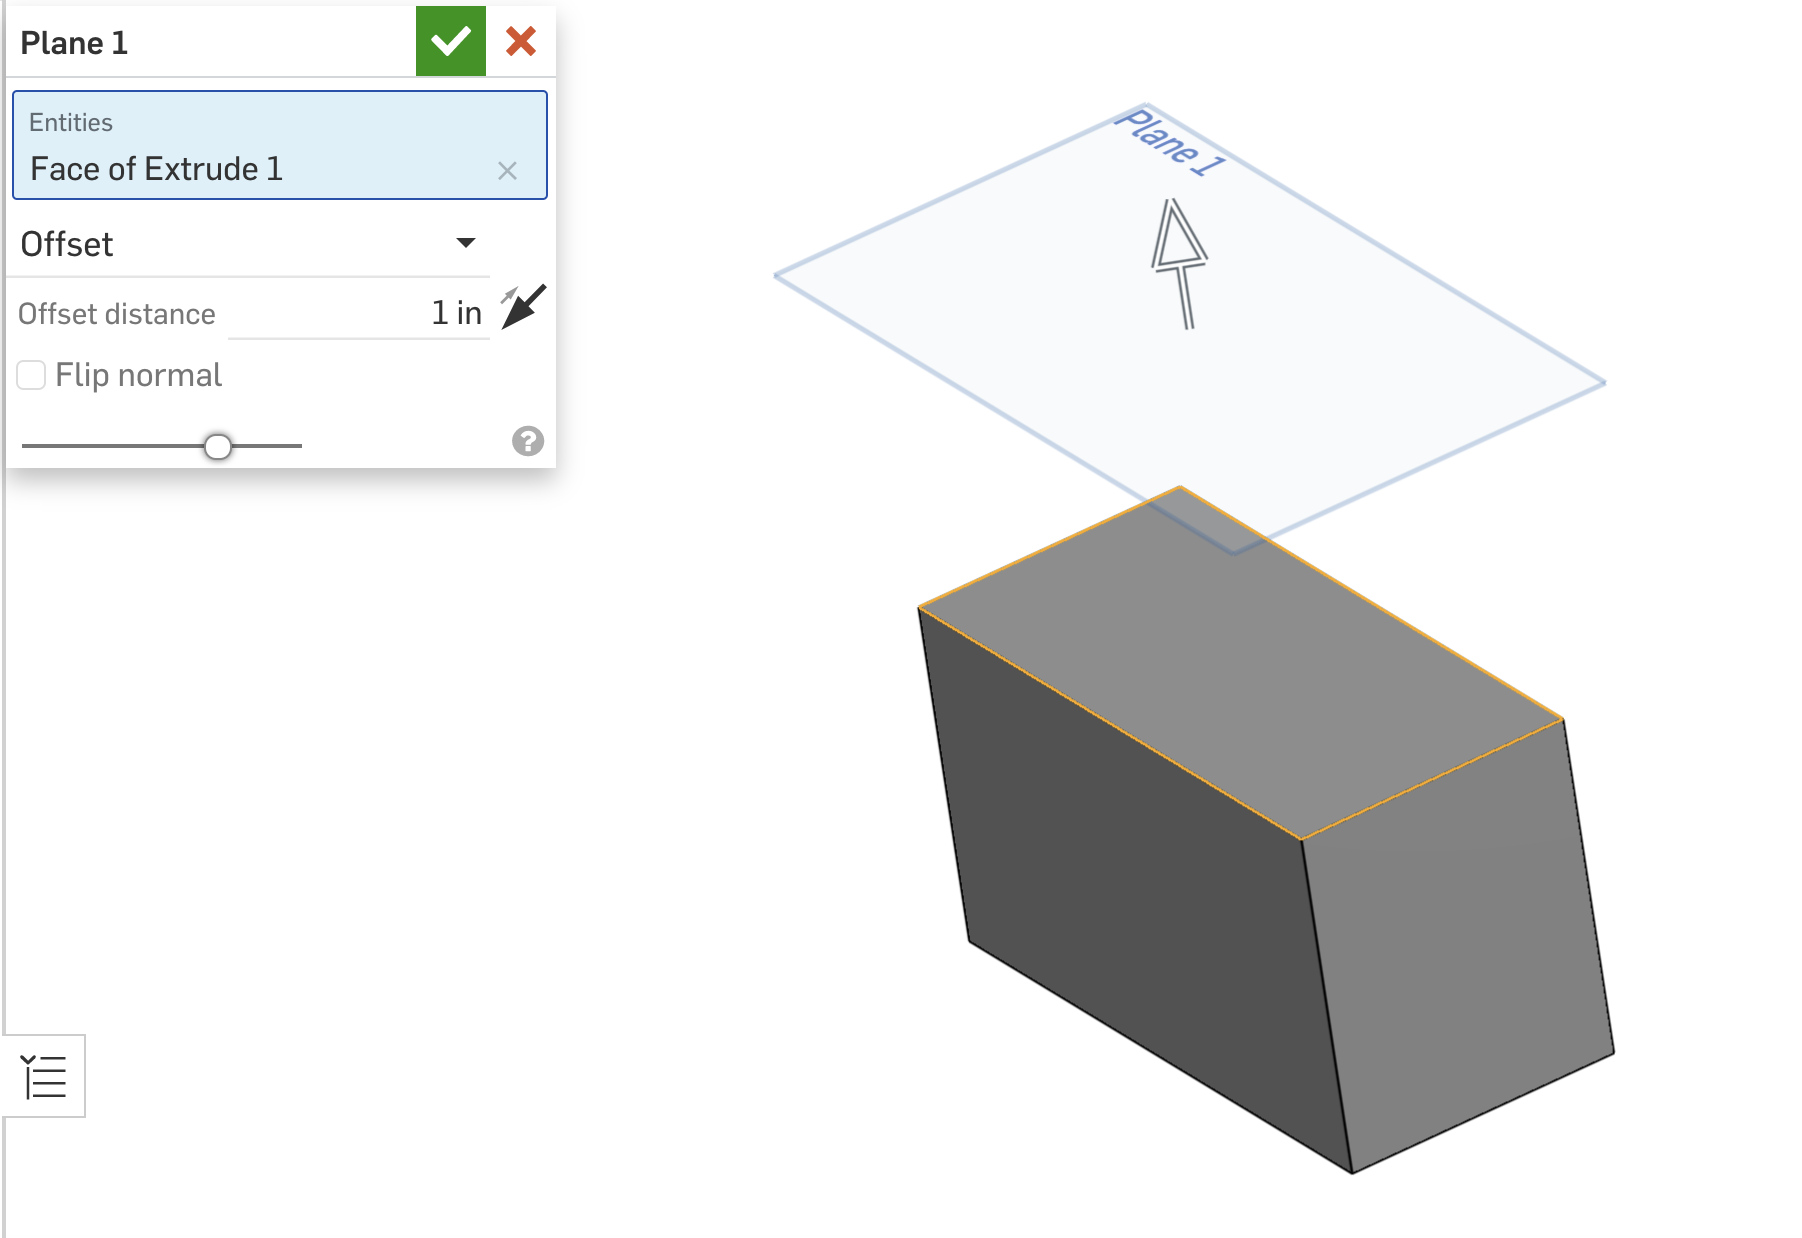 Plane 1
Entities
Face of Extrude 1
Offset
Offset distance 1 in
Flip normal
?
Plane 1